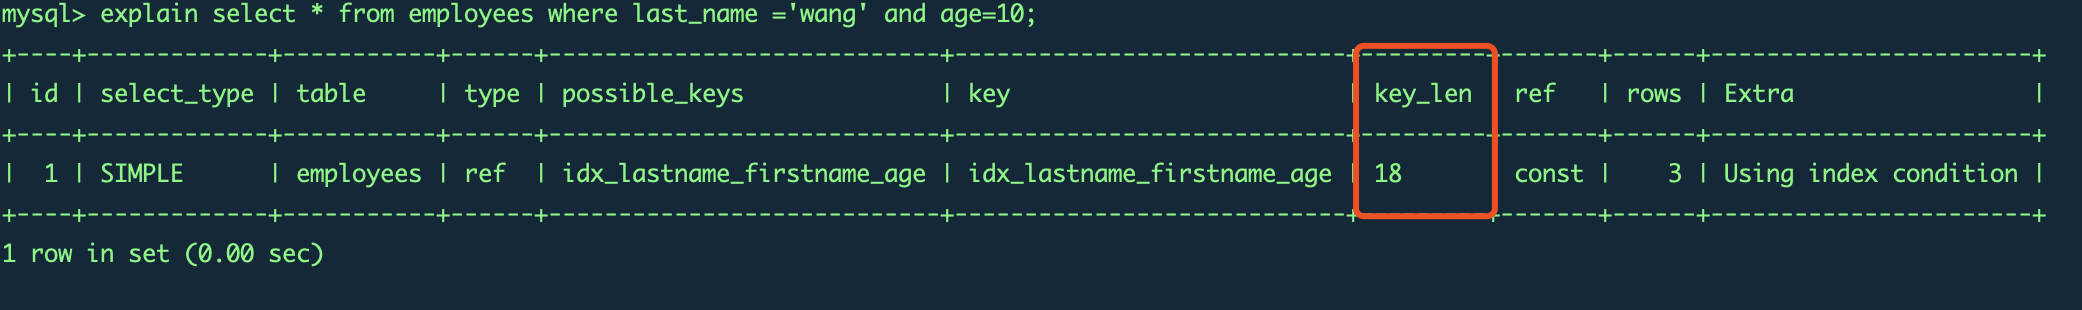 mysql> explain select * from employees where last_name ='wang' and age=10;
+----+-------------+-----------+------+----------------------------+----------------------------+---------+-------+------+-----------------------+
| id | select_type | table     | type | possible_keys              | key                        | key_len   ref   | rows | Extra                 |
+----+-------------+-----------+------+----------------------------+----------------------------+---------+-------+------+-----------------------+
|  1 | SIMPLE      | employees | ref  | idx_lastname_firstname_age | idx_lastname_firstname_age | 18        const |    3 | Using index condition |
+----+-------------+-----------+------+----------------------------+----------------------------+---------+-------+------+-----------------------+
1 row in set (0.00 sec)